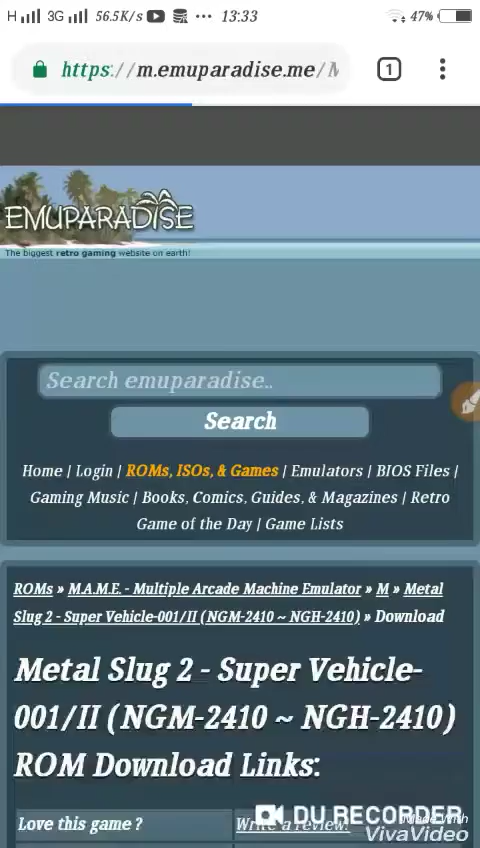 H 3G 56.5K/s ••• 13:33 47%
https://m.emuparadise.me/M
1
EMUPARADISE
The biggest retro gaming website on earth!
Search emuparadise..
Search
Home | Login | ROMs, ISOs, & Games | Emulators | BIOS Files |
Gaming Music | Books, Comics, Guides, & Magazines | Retro
Game of the Day | Game Lists
ROMs » M.A.M.E. - Multiple Arcade Machine Emulator » M » Metal
Slug 2 - Super Vehicle-001/II (NGM-2410 ~ NGH-2410) » Download
Metal Slug 2 - Super Vehicle-
001/II (NGM-2410 ~ NGH-2410)
ROM Download Links:
Love this game ? Write a review!
DU RECORDER
Made With
VivaVideo